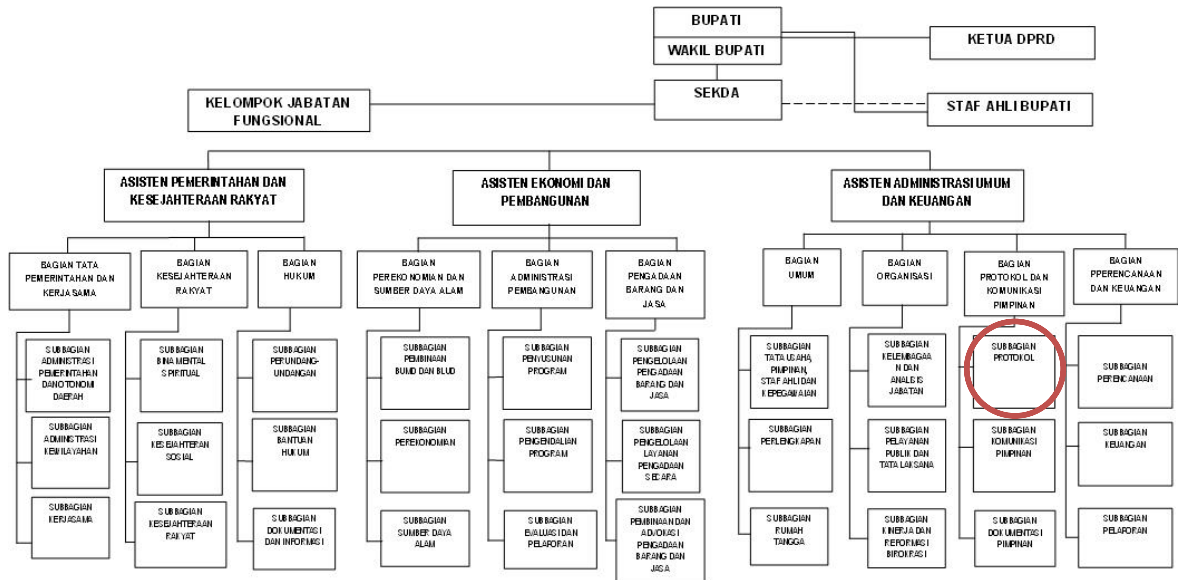 BUPATI
WAKIL BUPATI
KETUA DPRD
SEKDA
KELOMPOK JABATAN
FUNGSIONAL
STAF AHLI BUPATI
ASISTEN PEMERINTAHAN DAN
KESEJAHTERAAN RAKYAT
ASISTEN EKONOMI DAN
PEMBANGUNAN
ASISTEN ADMINISTRASI UMUM
DAN KEUANGAN
BAGIAN TATA
PEMERINTAHAN DAN
KERJASAMA
BAGIAN
KESEJAHTERAAN
RAKYAT
BAGIAN
HUKUM
BAGIAN
PEREKONOMIAN DAN
SUMBER DAYA ALAM
BAGIAN
ADMINISTRASI
PEMBANGUNAN
BAGIAN
PENGADAAN
BARANG DAN
JASA
BAGIAN
UMUM
BAGIAN
ORGANISASI
BAGIAN
PROTOKOL DAN
KOMUNIKASI
PIMPINAN
BAGIAN
PPERENCANAAN
DAN KEUANGAN
SUBBAGIAN
ADMINISTRASI
PEMERINTAHAN
DAN OTONOMI
DAERAH
SUBBAGIAN
BINA MENTAL
SPIRITUAL
SUBBAGIAN
PERUNDANG-
UNDANGAN
SUBBAGIAN
PEMBINAAN
BUMD DAN BLUD
SUBBAGIAN
PENYUSUNAN
PROGRAM
SUBBAGIAN
PENGELOLAAN
PENGADAAN
BARANG DAN
JASA
SUBBAGIAN
TATA USAHA,
PIMPINAN,
STAF AHLI DAN
KEPEGAWAIAN
SUBBAGIAN
KELEMBAGAA
N DAN
ANALISIS
JABATAN
SUBBAGIAN
PROTOKOL
SUBBAGIAN
PERENCANAAN
SUBBAGIAN
ADMINISTRASI
KEWILAYAHAN
SUBBAGIAN
KESEJAHTERAN
SOSIAL
SUBBAGIAN
BANTUAN
HUKUM
SUBBAGIAN
PEREKONOMIAN
SUBBAGIAN
PENGENDALIAN
PROGRAM
SUBBAGIAN
PENGELOLAAN
LAYANAN
PENGADAAN
SECARA
SUBBAGIAN
PERLENGKAPAN
SUBBAGIAN
PELAYANAN
PUBLIK DAN
TATA LAKSANA
SUBBAGIAN
KOMUNIKASI
PIMPINAN
SUBBAGIAN
KEUANGAN
SUBBAGIAN
KERJASAMA
SUBBAGIAN
KESEJAHTERAAN
RAKYAT
SUBBAGIAN
DOKUMENTASI
DAN INFORMASI
SUBBAGIAN
SUMBER DAYA
ALAM
SUBBAGIAN
EVALUASI DAN
PELAPORAN
SUBBAGIAN
PEMBINAAN DAN
ADVOKASI
PENGADAAN
BARANG DAN
JASA
SUBBAGIAN
RUMAH
TANGGA
SUBBAGIAN
KINERJA DAN
REFORMASI
BIROKRASI
SUBBAGIAN
DOKUMENTASI
PIMPINAN
SUBBAGIAN
PELAPORAN